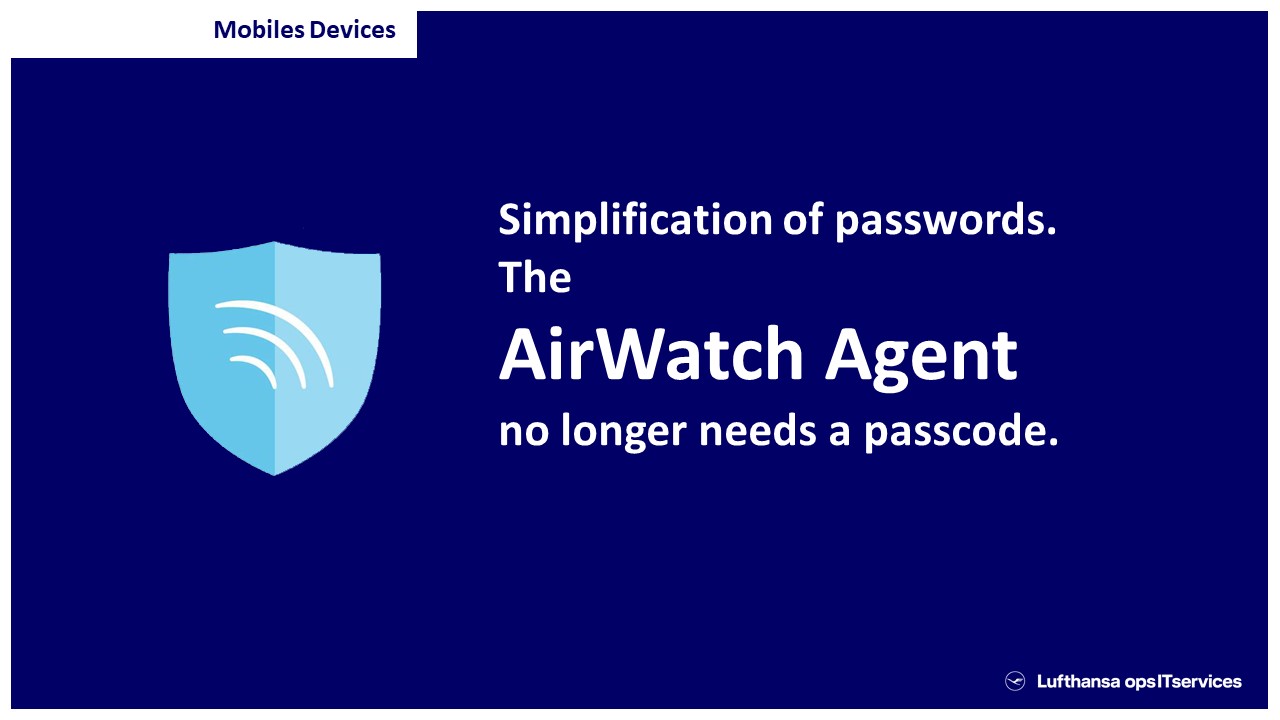 Mobiles Devices
Simplification of passwords.
The
AirWatch Agent
no longer needs a passcode.
Lufthansa opsITservices